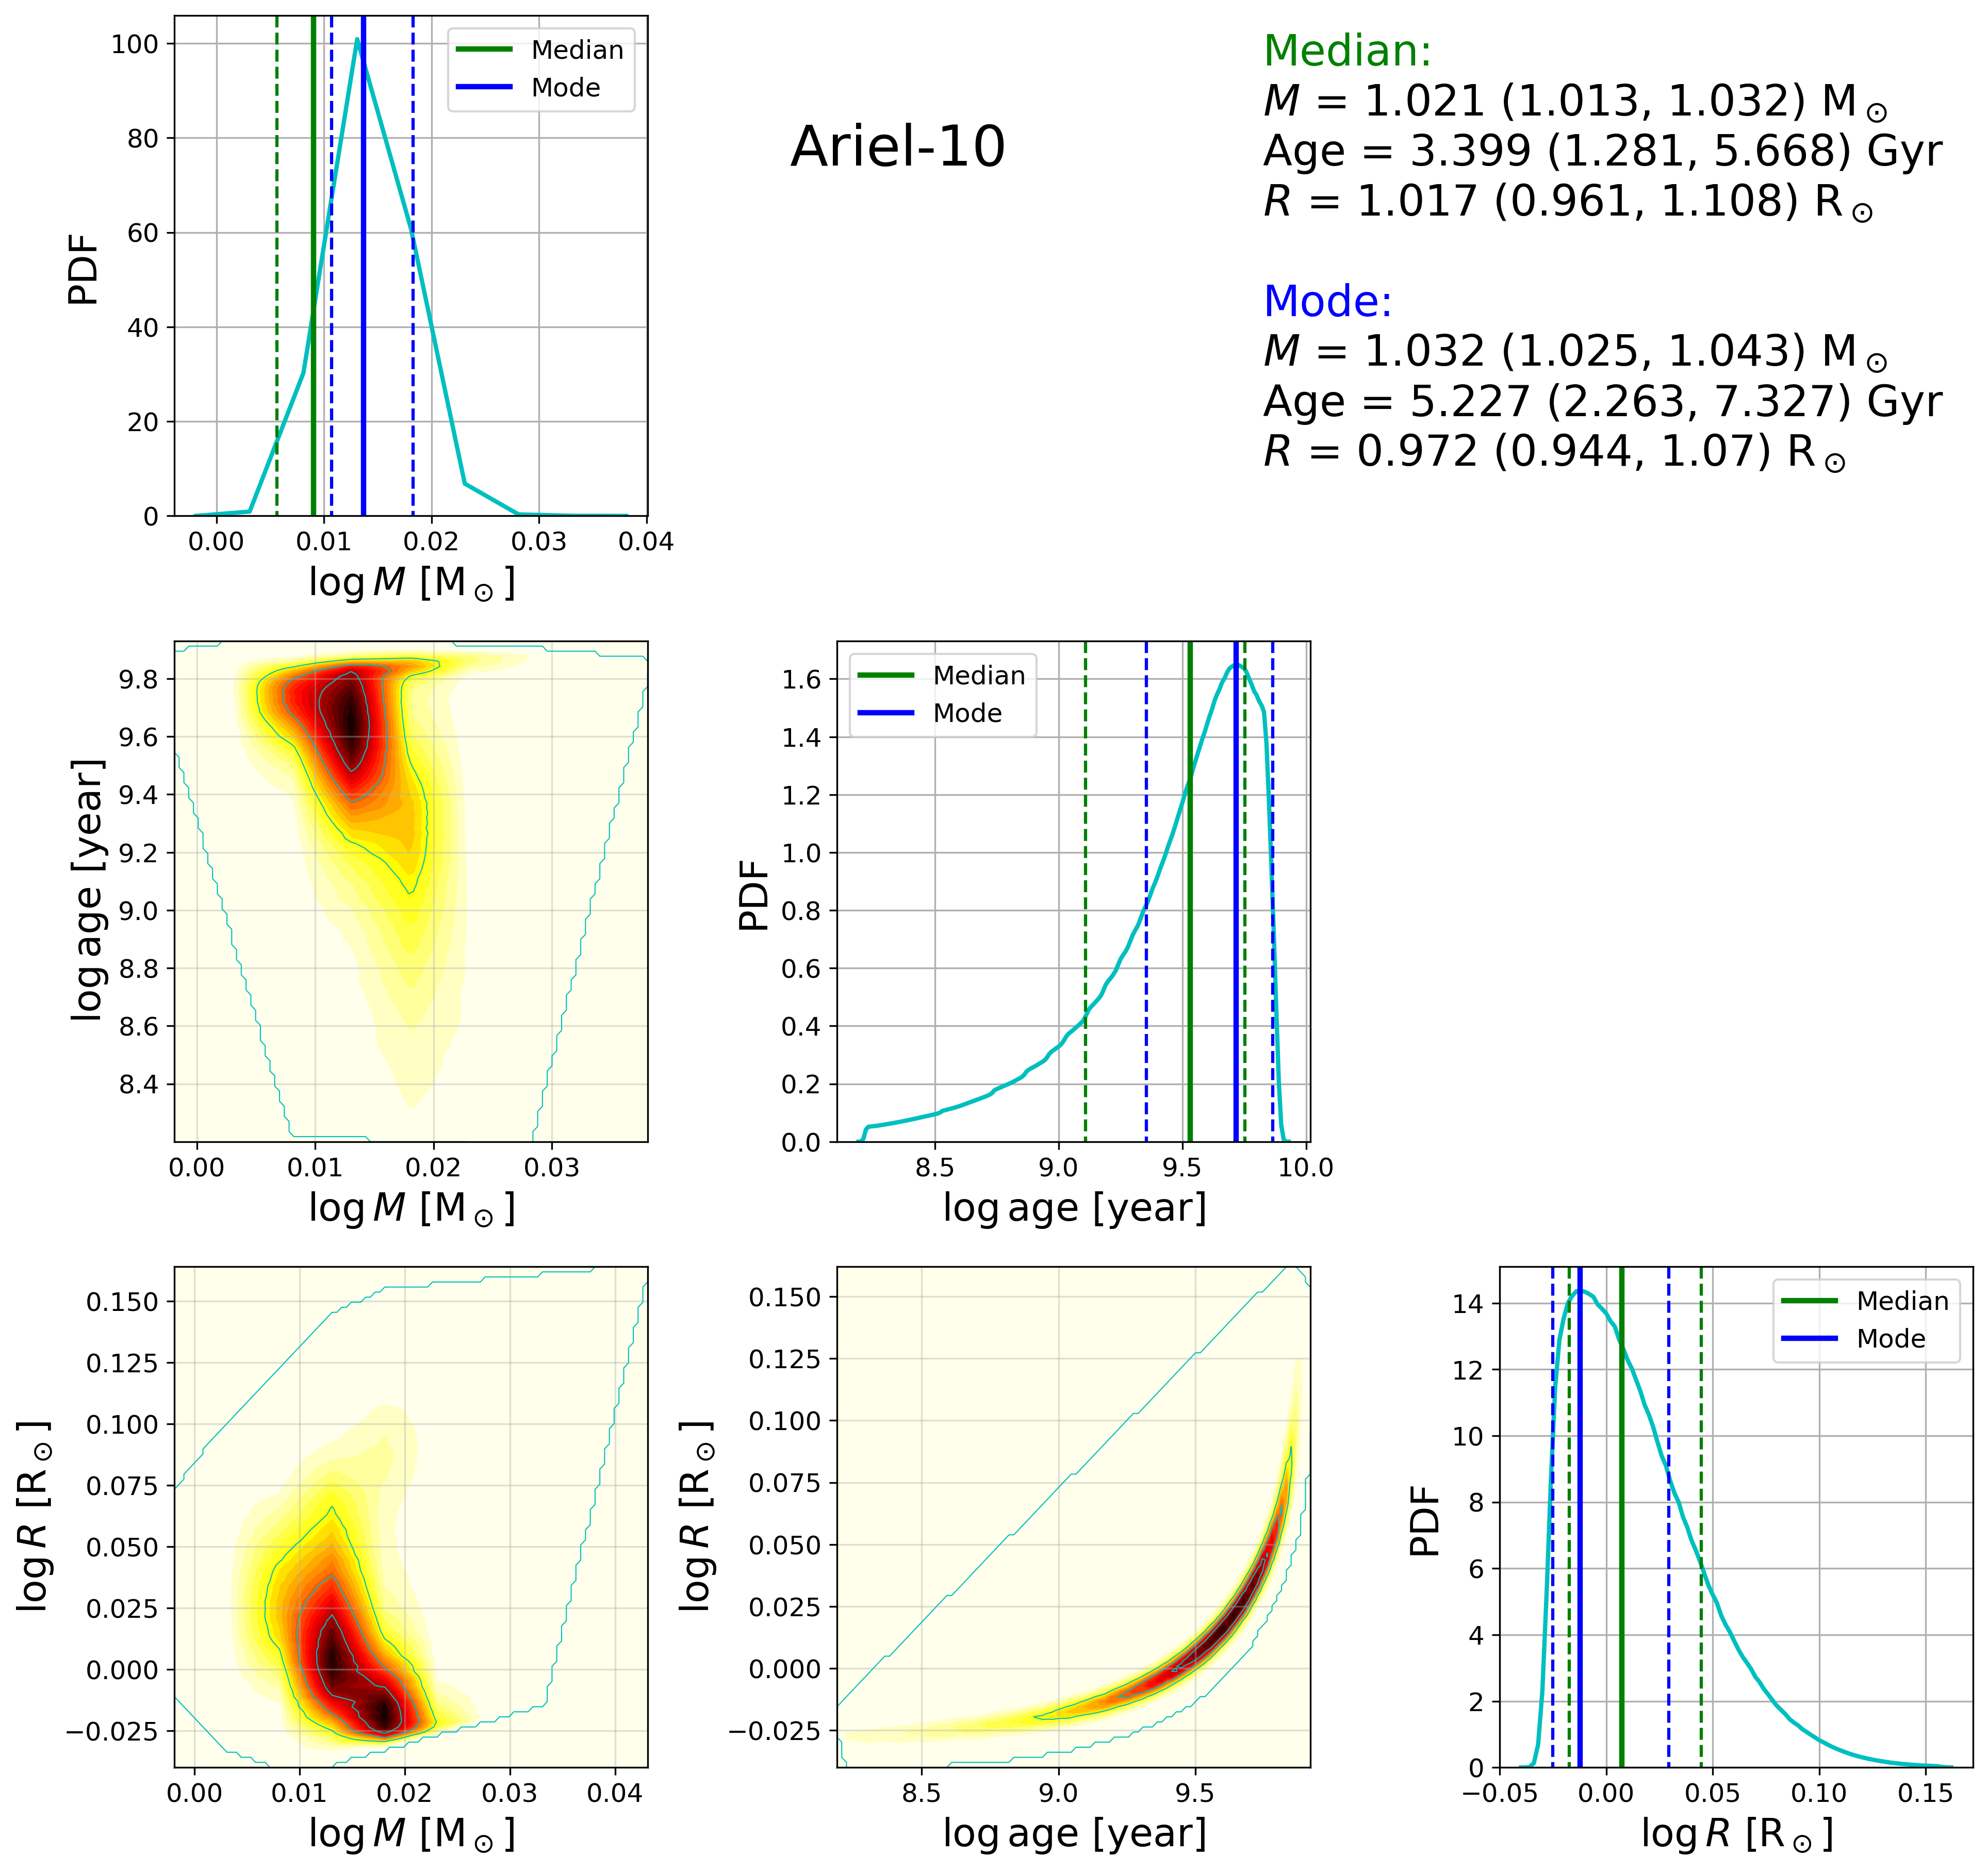 100
80
60
40
20
0
PDF
0.00 0.01 0.02 0.03 0.04
log M [M⊙]
Median
Mode
Ariel-10
Median:
M = 1.021 (1.013, 1.032) M⊙
Age = 3.399 (1.281, 5.668) Gyr
R = 1.017 (0.961, 1.108) R⊙
Mode:
M = 1.032 (1.025, 1.043) M⊙
Age = 5.227 (2.263, 7.327) Gyr
R = 0.972 (0.944, 1.07) R⊙
9.8
9.6
9.4
9.2
9.0
8.8
8.6
8.4
log age [year]
0.00 0.01 0.02 0.03
log M [M⊙]
1.6
1.4
1.2
1.0
0.8
0.6
0.4
0.2
0.0
PDF
Median
Mode
8.5 9.0 9.5 10.0
log age [year]
0.150
0.125
0.100
0.075
0.050
0.025
0.000
−0.025
log R [R⊙]
0.00 0.01 0.02 0.03 0.04
log M [M⊙]
0.150
0.125
0.100
0.075
0.050
0.025
0.000
−0.025
log R [R⊙]
8.5 9.0 9.5
log age [year]
14
12
10
8
6
4
2
0
PDF
Median
Mode
−0.05 0.00 0.05 0.10 0.15
log R [R⊙]